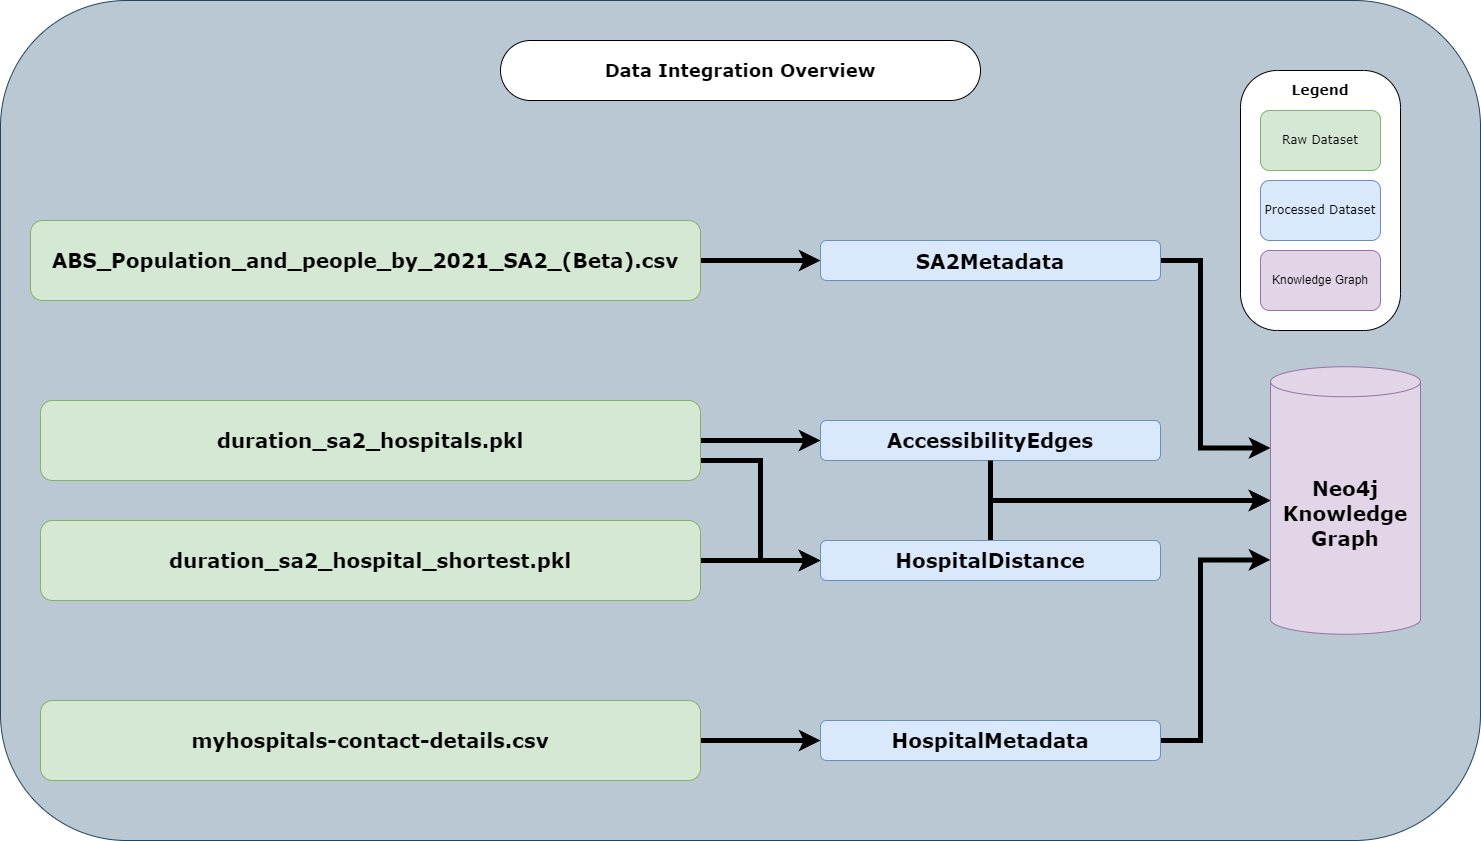 Data Integration Overview
Legend
Raw Dataset
Processed Dataset
Knowledge Graph
ABS_Population_and_people_by_2021_SA2_(Beta).csv
SA2Metadata
duration_sa2_hospitals.pkl
AccessibilityEdges
duration_sa2_hospital_shortest.pkl
HospitalDistance
Neo4j
Knowledge
Graph
myhospitals-contact-details.csv
HospitalMetadata